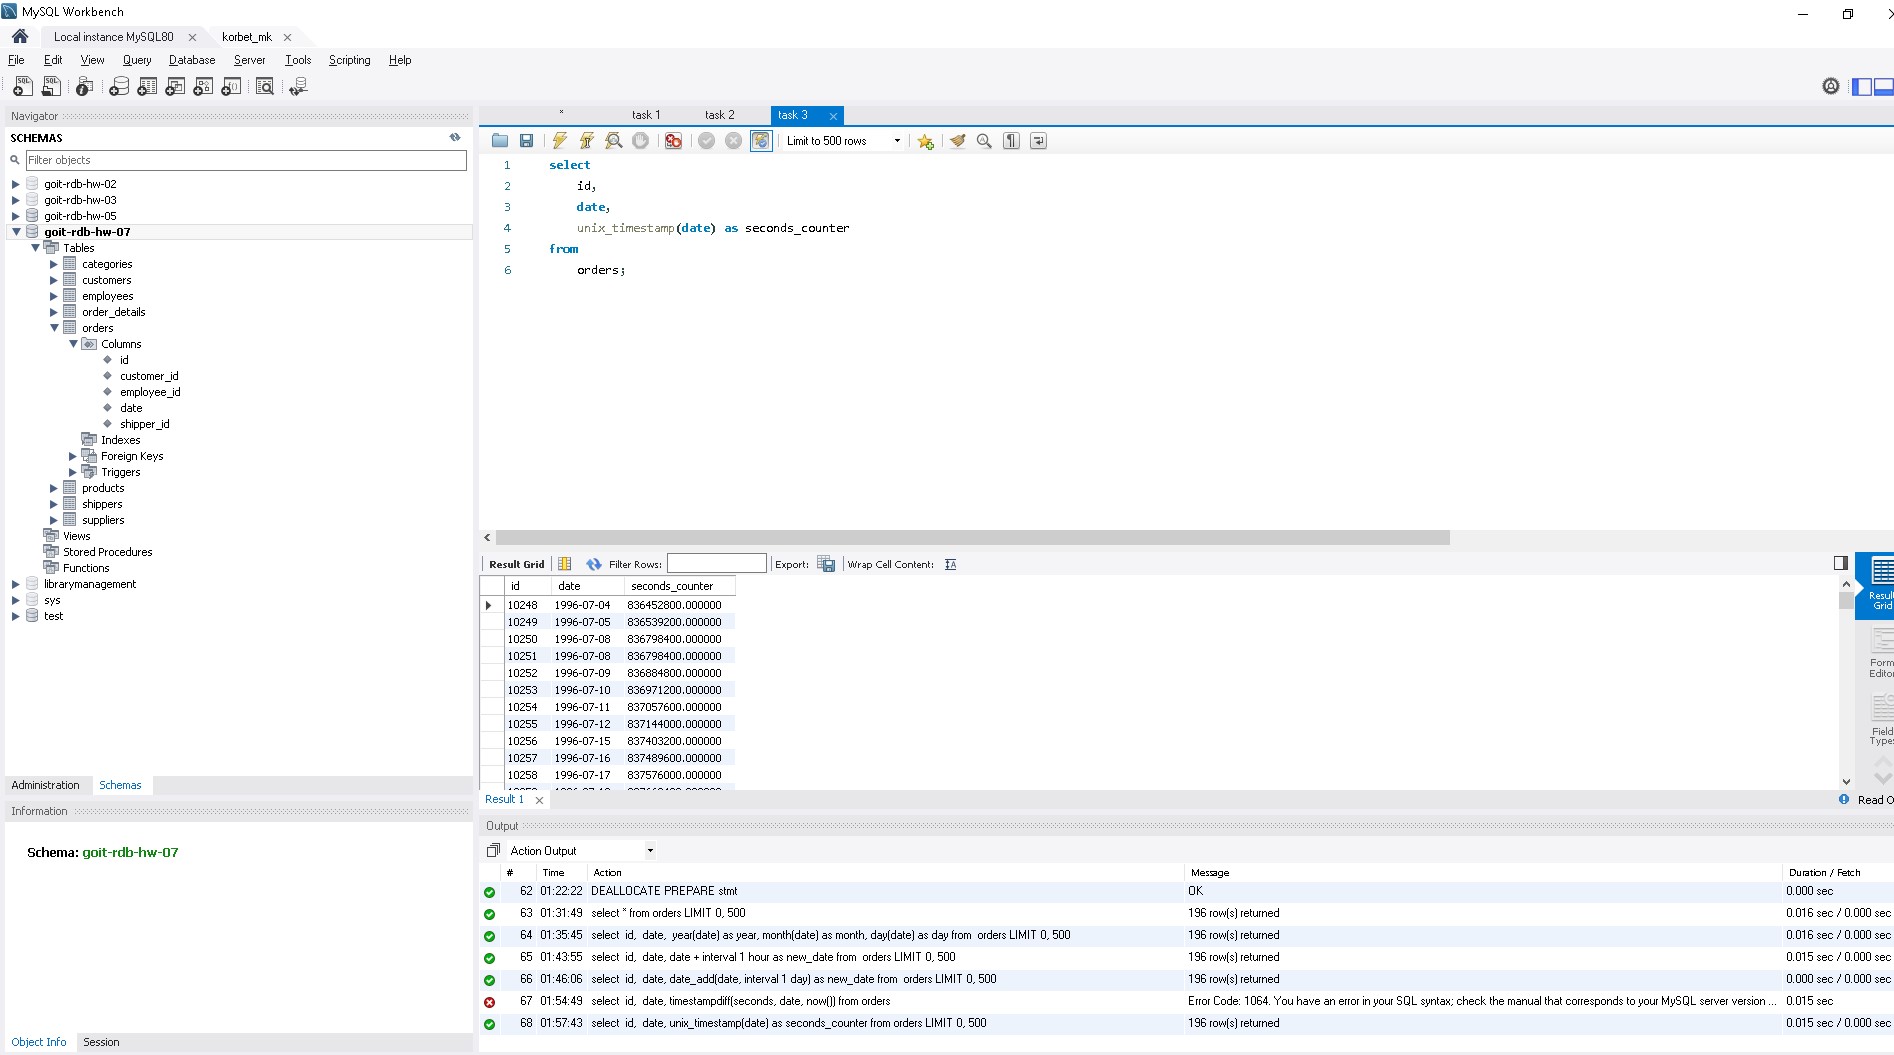 MySQL Workbench
Local instance MySQL80
korbet_mk
File Edit View Query Database Server Tools Scripting Help
Navigator
SCHEMAS
Filter objects
goit-rdb-hw-02
goit-rdb-hw-03
goit-rdb-hw-05
goit-rdb-hw-07
Tables
categories
customers
employees
order_details
orders
Columns
id
customer_id
employee_id
date
shipper_id
Indexes
Foreign Keys
Triggers
products
shippers
suppliers
Views
Stored Procedures
Functions
librarymanagement
sys
test
Administration Schemas
Information
Schema: goit-rdb-hw-07
Object Info Session
* task 1 task 2 task 3
Limit to 500 rows
1 select
2 id,
3 date,
4 unix_timestamp(date) as seconds_counter
5 from
6 orders;
Result Grid Filter Rows: Export: Wrap Cell Content:
id date seconds_counter
10248 1996-07-04 836452800.000000
10249 1996-07-05 836539200.000000
10250 1996-07-08 836798400.000000
10251 1996-07-08 836798400.000000
10252 1996-07-09 836884800.000000
10253 1996-07-10 836971200.000000
10254 1996-07-11 837057600.000000
10255 1996-07-12 837144000.000000
10256 1996-07-15 837403200.000000
10257 1996-07-16 837489600.000000
10258 1996-07-17 837576000.000000
Result
Grid
Form
Editor
Field
Types
Result 1
Read O
Output
Action Output
# Time Action Message Duration / Fetch
62 01:22:22 DEALLOCATE PREPARE stmt OK 0.000 sec
63 01:31:49 select * from orders LIMIT 0, 500 196 row(s) returned 0.016 sec / 0.000 sec
64 01:35:45 select id, date, year(date) as year, month(date) as month, day(date) as day from orders LIMIT 0, 500 196 row(s) returned 0.016 sec / 0.000 sec
65 01:43:55 select id, date, date + interval 1 hour as new_date from orders LIMIT 0, 500 196 row(s) returned 0.015 sec / 0.000 sec
66 01:46:06 select id, date, date_add(date, interval 1 day) as new_date from orders LIMIT 0, 500 196 row(s) returned 0.000 sec / 0.000 sec
67 01:54:49 select id, date, timestampdiff(seconds, date, now()) from orders Error Code: 1064. You have an error in your SQL syntax; check the manual that corresponds to your MySQL server version ... 0.015 sec
68 01:57:43 select id, date, unix_timestamp(date) as seconds_counter from orders LIMIT 0, 500 196 row(s) returned 0.015 sec / 0.000 sec